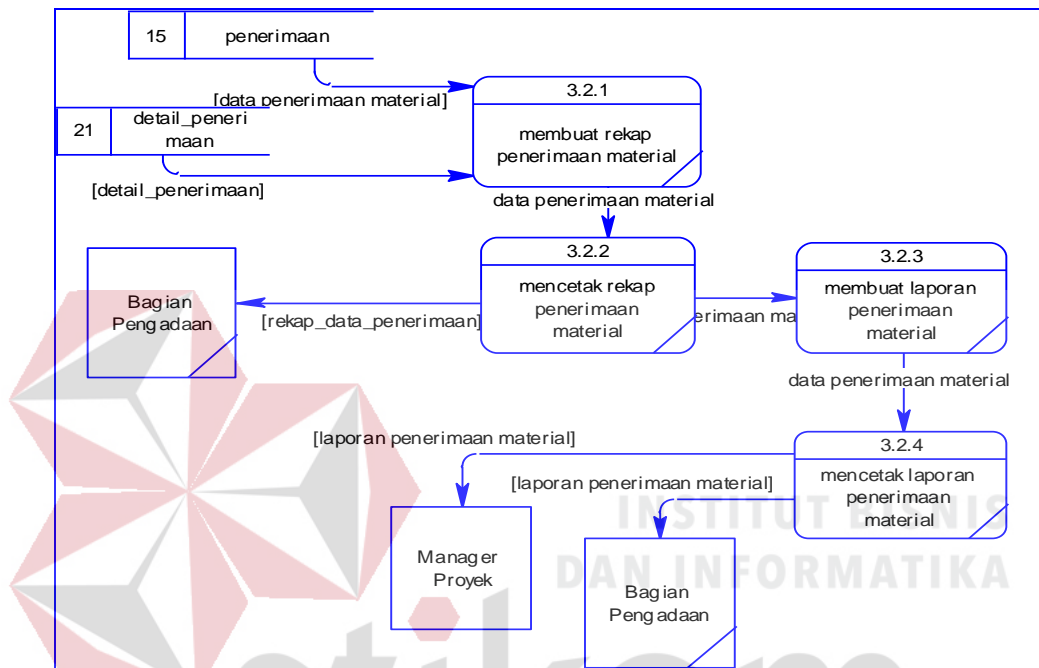 15
penerimaan
[data penerimaan material]
3.2.1
membuat rekap
penerimaan material
21
detail_peneri
maan
[detail_penerimaan]
data penerimaan material
3.2.2
mencetak rekap
penerimaan
material
3.2.3
membuat laporan
penerimaan
material
Bagian
Pengadaan
[rekap_data_penerimaan]
erimaan ma
data penerimaan material
3.2.4
mencetak laporan
penerimaan
material
[laporan penerimaan material]
[laporan penerimaan material]
INSTITUT BISNIS
DAN INFORMATIKA
Manager
Proyek
Bagian
Pengadaan